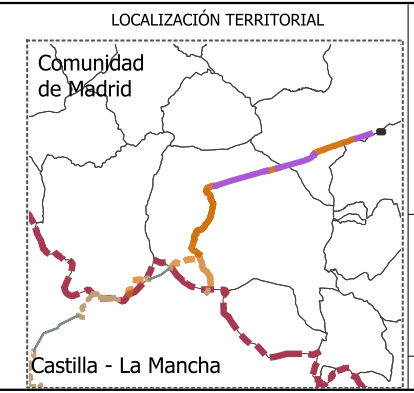 LOCALIZACIÓN TERRITORIAL
Comunidad
de Madrid
Castilla - La Mancha